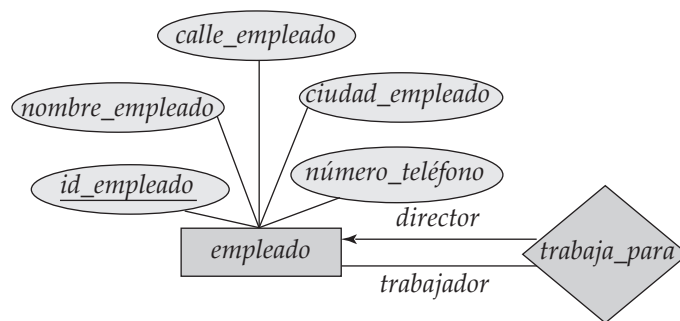 calle_empleado
nombre_empleado
ciudad_empleado
id_empleado
número_teléfono
director
empleado
trabaja_para
trabajador